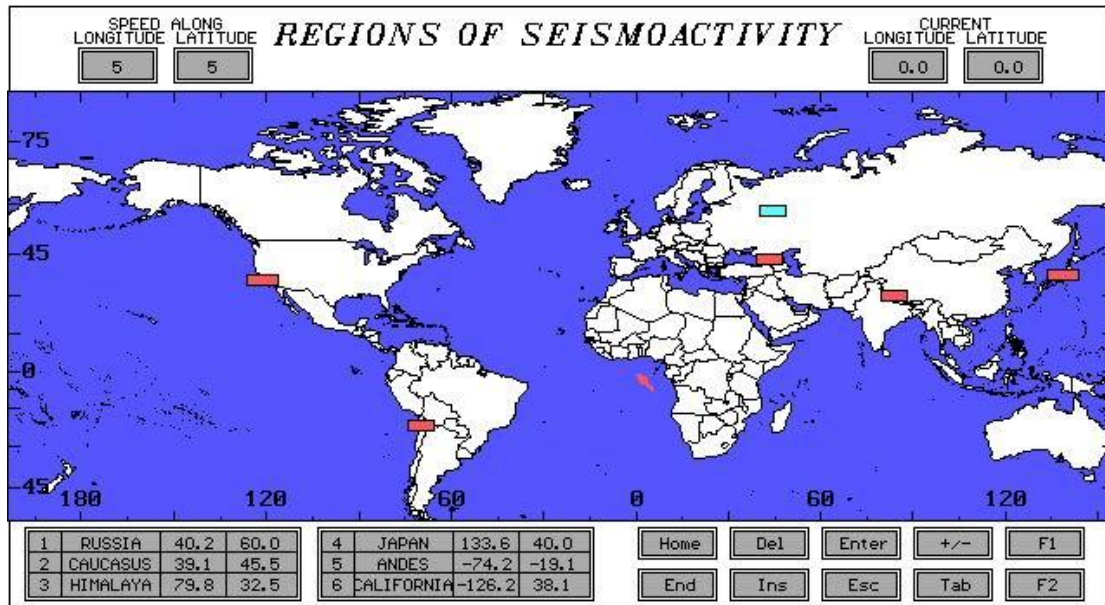 SPEED ALONG
LONGITUDE LATITUDE
5 5
REGIONS OF SEISMOACTIVITY
CURRENT
LONGITUDE LATITUDE
0.0 0.0
75
45
0
45
180 120 60 0 60 120
1 RUSSIA 40.2 60.0
2 CAUCASUS 39.1 45.5
3 HIMALAYA 79.8 32.5
4 JAPAN 133.6 40.0
5 ANDES -74.2 -19.1
6 CALIFORNIA -126.2 38.1
Home Del Enter +/- F1
End Ins Esc Tab F2